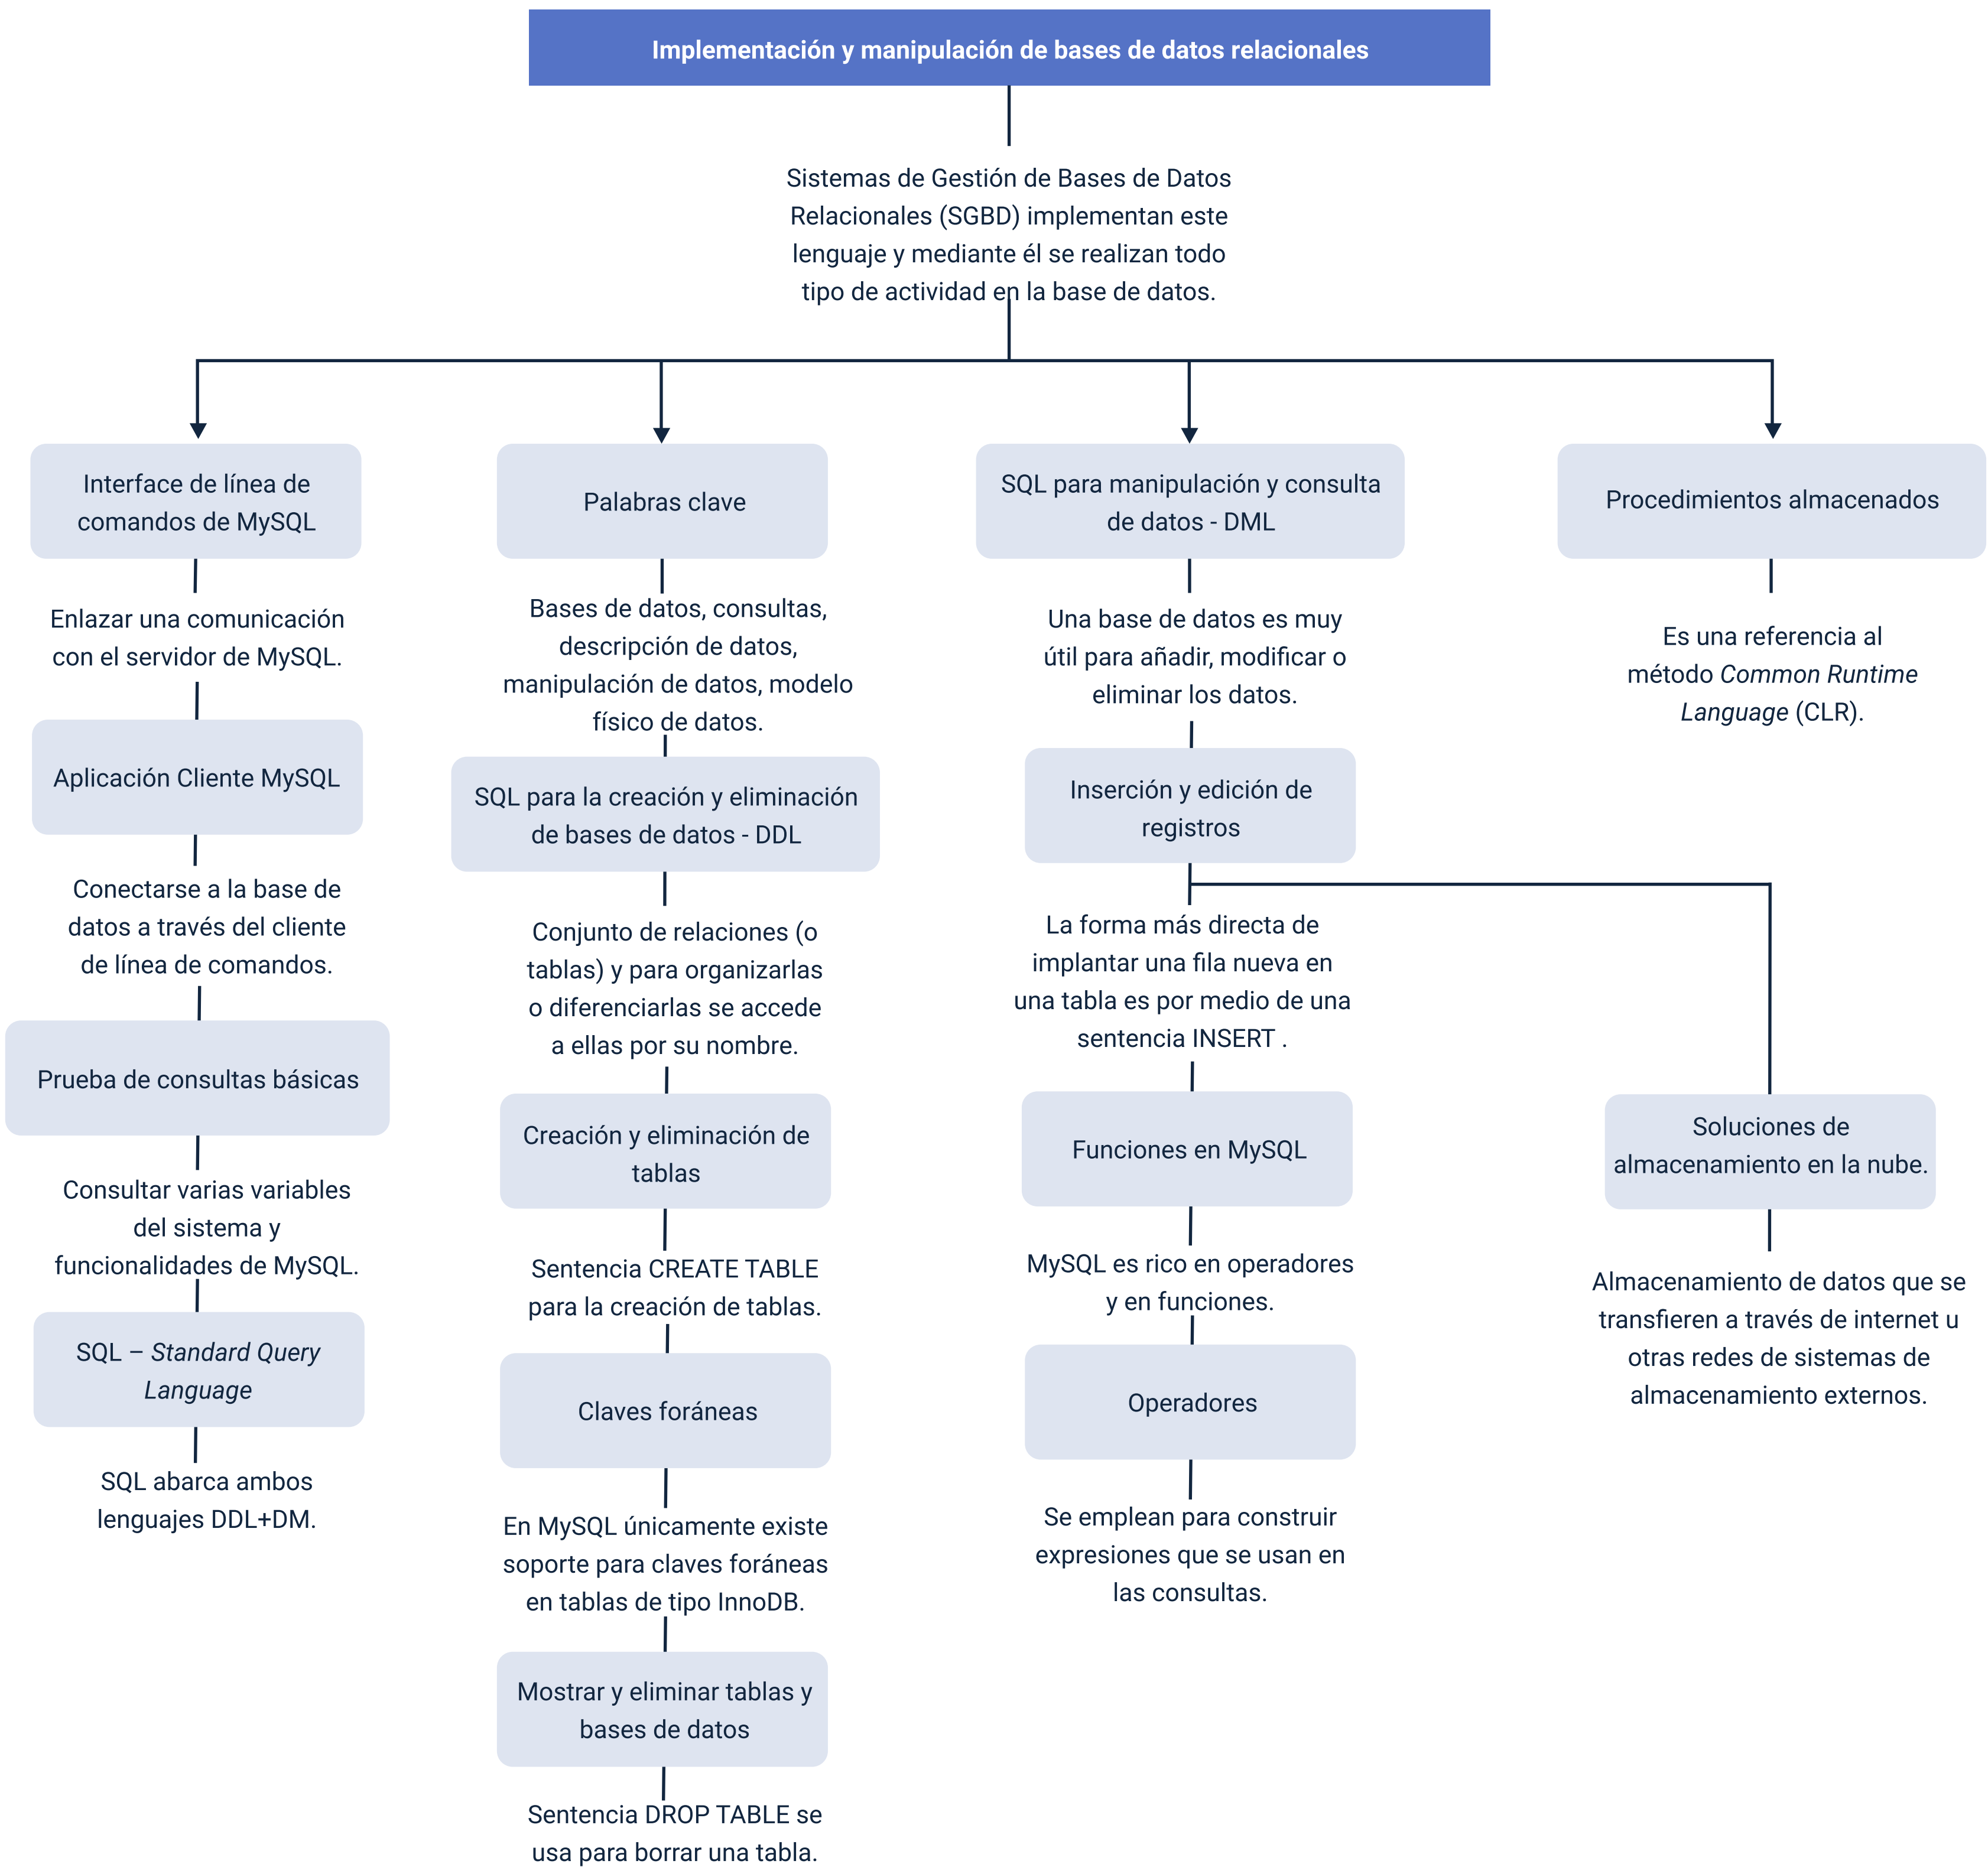 Implementación y manipulación de bases de datos relacionales
Sistemas de Gestión de Bases de Datos
Relacionales (SGBD) implementan este
lenguaje y mediante él se realizan todo
tipo de actividad en la base de datos.
Interface de línea de
comandos de MySQL
Enlazar una comunicación
con el servidor de MySQL.
Aplicación Cliente MySQL
Conectarse a la base de
datos a través del cliente
de línea de comandos.
Prueba de consultas básicas
Consultar varias variables
del sistema y
funcionalidades de MySQL.
SQL – Standard Query
Language
SQL abarca ambos
lenguajes DDL+DM.
Palabras clave
Bases de datos, consultas,
descripción de datos,
manipulación de datos, modelo
físico de datos.
SQL para la creación y eliminación
de bases de datos - DDL
Conjunto de relaciones (o
tablas) y para organizarlas
o diferenciarlas se accede
a ellas por su nombre.
Creación y eliminación de
tablas
Sentencia CREATE TABLE
para la creación de tablas.
Claves foráneas
En MySQL únicamente existe
soporte para claves foráneas
en tablas de tipo InnoDB.
Mostrar y eliminar tablas y
bases de datos
Sentencia DROP TABLE se
usa para borrar una tabla.
SQL para manipulación y consulta
de datos - DML
Una base de datos es muy
útil para añadir, modificar o
eliminar los datos.
Inserción y edición de
registros
La forma más directa de
implantar una fila nueva en
una tabla es por medio de una
sentencia INSERT .
Funciones en MySQL
MySQL es rico en operadores
y en funciones.
Operadores
Se emplean para construir
expresiones que se usan en
las consultas.
Procedimientos almacenados
Es una referencia al
método Common Runtime
Language (CLR).
Soluciones de
almacenamiento en la nube.
Almacenamiento de datos que se
transfieren a través de internet u
otras redes de sistemas de
almacenamiento externos.